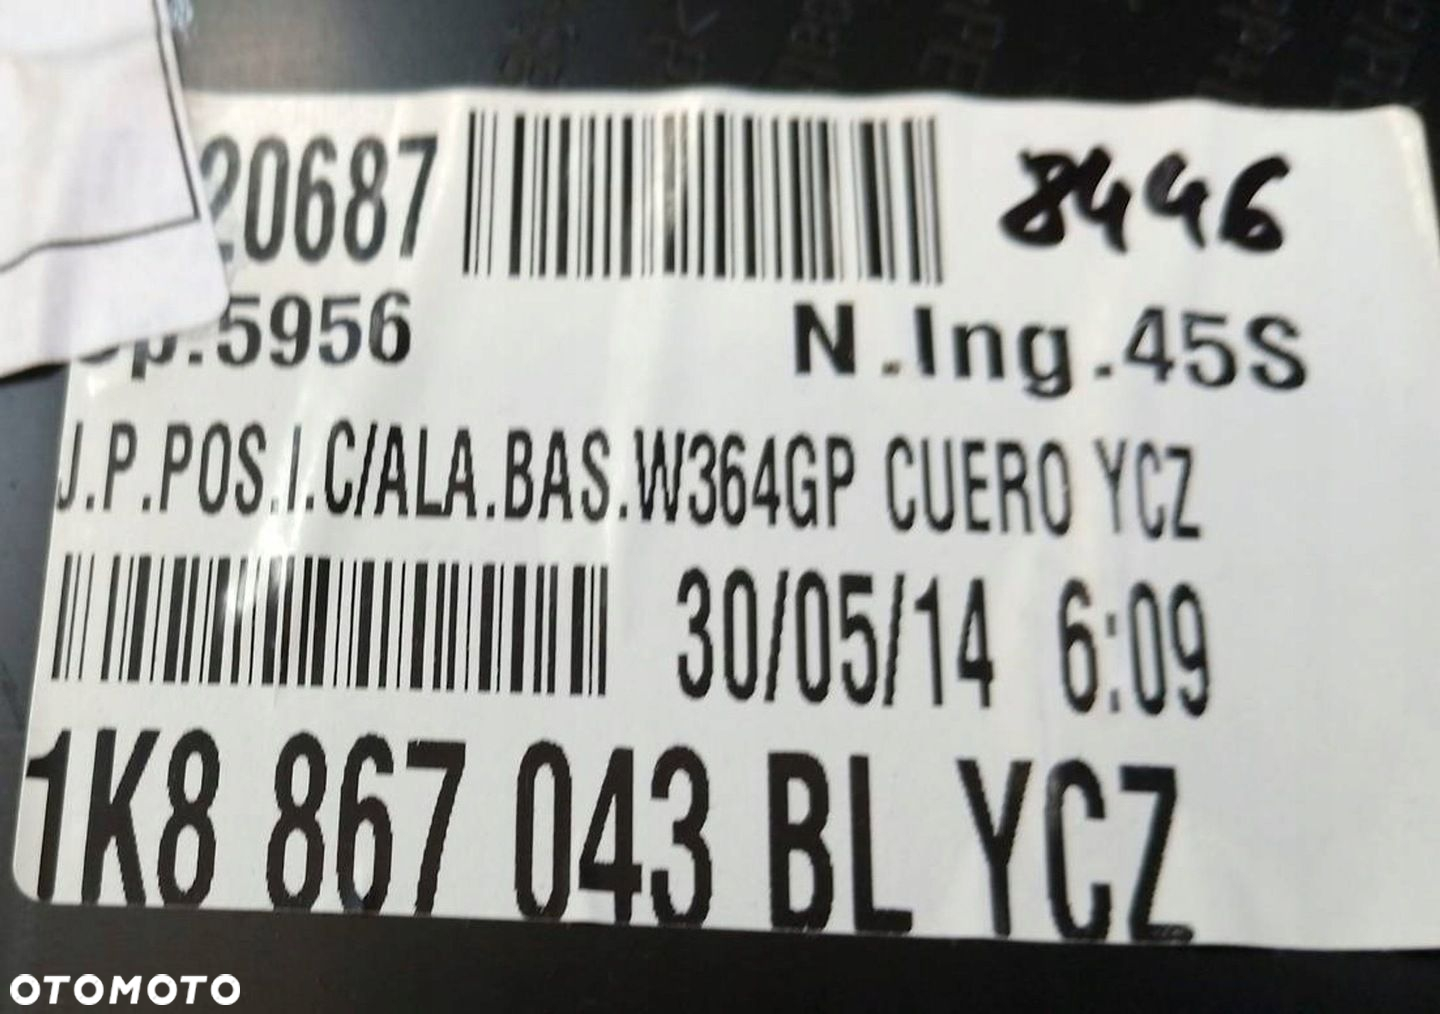 20687 8446
.5956 N.Ing.45S
J.P.POS.I.C/ALA.BAS.W364GP CUERO YCZ
30/05/14 6:09
1K8 867 043 BL YCZ
OTOMOTO